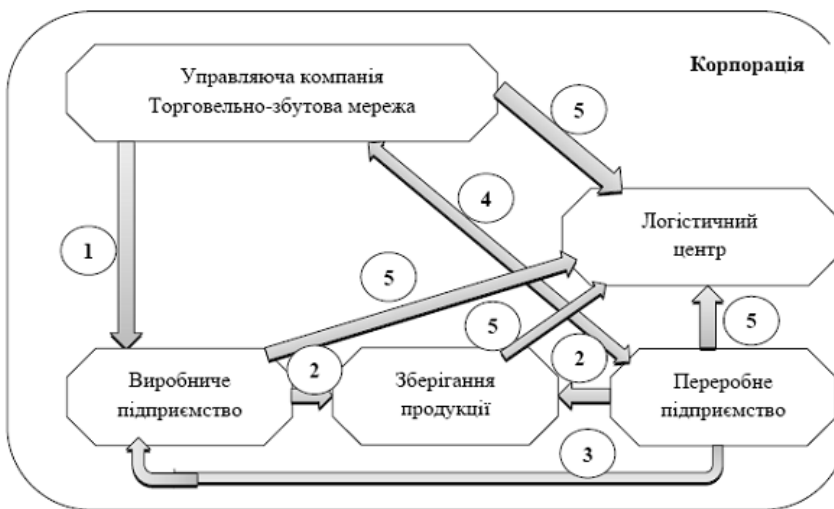 Управляюча компанія
Торговельно-збутова мережа
Корпорація
5
4
Логістичний
центр
1
5
5
5
Виробниче
підприємство
2
Зберігання
продукції
2
Переробне
підприємство
3